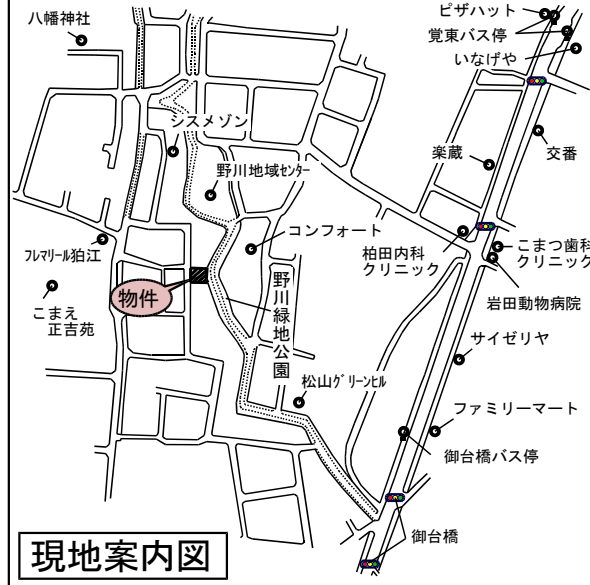 八幡神社
ピザハット
覚東バス停
いなげや
シスメゾン
野川地域センター
楽蔵
交番
コンフォート
柏田内科
クリニック
こまつ歯科
クリニック
フレマリール狛江
物件
こまえ
正吉苑
野川緑地公園
岩田動物病院
サイゼリヤ
松山グリーンヒル
ファミリーマート
御台橋バス停
御台橋
現地案内図